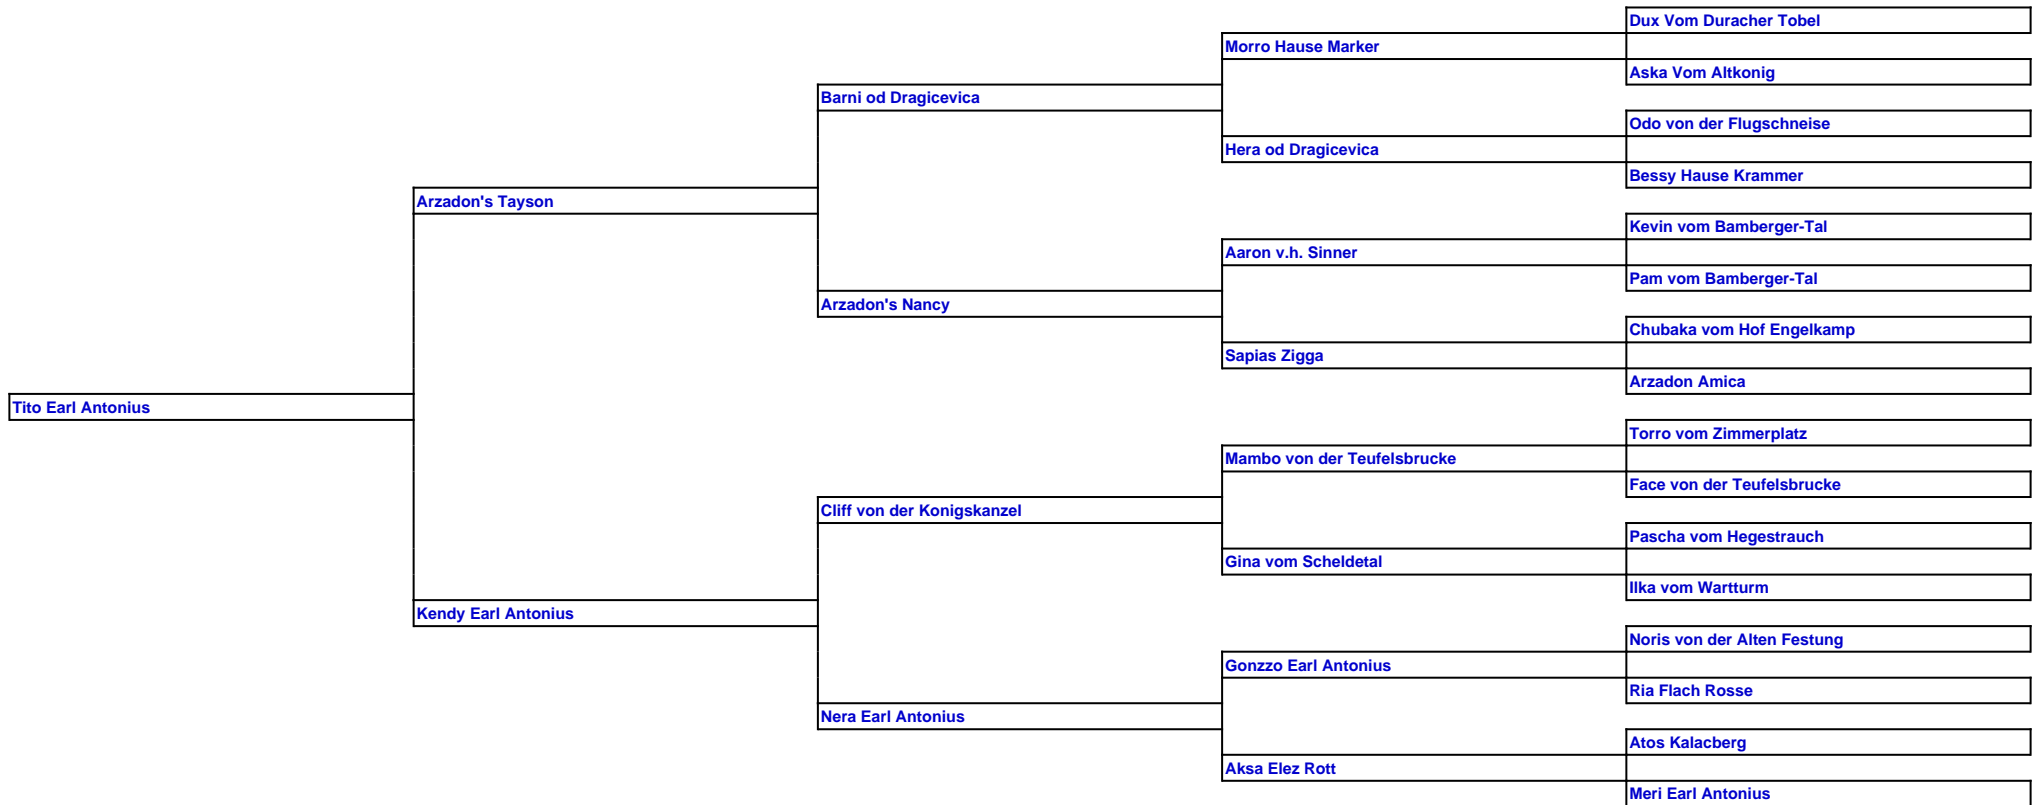 Dux Vom Duracher Tobel
Morro Hause Marker
Aska Vom Altkonig
Barni od Dragicevica
Odo von der Flugschneise
Hera od Dragicevica
Bessy Hause Krammer
Arzadon's Tayson
Kevin vom Bamberger-Tal
Aaron v.h. Sinner
Pam vom Bamberger-Tal
Arzadon's Nancy
Chubaka vom Hof Engelkamp
Sapias Zigga
Arzadon Amica
Tito Earl Antonius
Torro vom Zimmerplatz
Mambo von der Teufelsbrucke
Face von der Teufelsbrucke
Cliff von der Konigskanzel
Pascha vom Hegestrauch
Gina vom Scheldetal
Ilka vom Wartturm
Kendy Earl Antonius
Noris von der Alten Festung
Gonzzo Earl Antonius
Ria Flach Rosse
Nera Earl Antonius
Atos Kalacberg
Aksa Elez Rott
Meri Earl Antonius